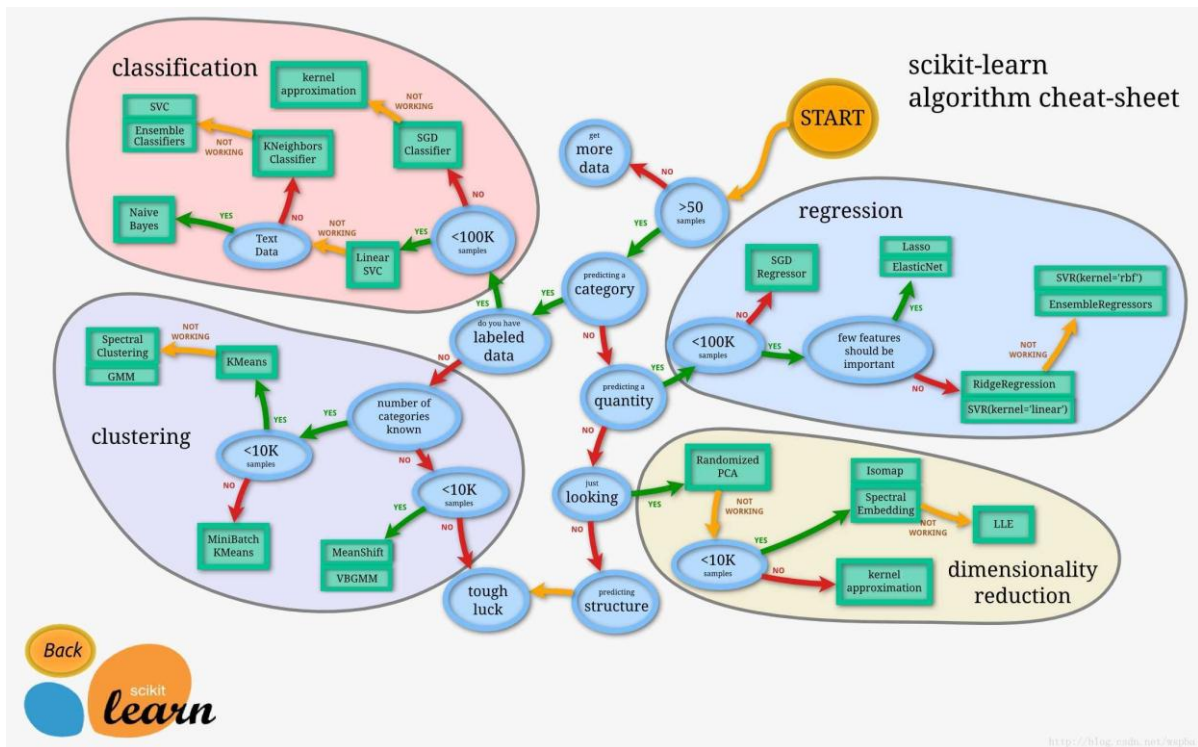 scikit-learn
algorithm cheat-sheet
START
classification
kernel
approximation
NOT
WORKING
SVC
Ensemble
Classifiers
NOT
WORKING
KNeighbors
Classifier
SGD
Classifier
NO
Naive
Bayes
YES
Text
Data
NO
NOT
WORKING
Linear
SVC
YES
<100K
samples
YES
get
more
data
NO
>50
samples
YES
predicting a
category
YES
NO
do you have
labeled
data
NO
predicting a
quantity
YES
NO
just
looking
YES
NO
predicting
structure
tough
luck
regression
SGD
Regressor
NO
<100K
samples
YES
Lasso
ElasticNet
YES
few features
should be
important
NO
SVR(kernel='rbf')
EnsembleRegressors
NOT
WORKING
RidgeRegression
SVR(kernel='linear')
clustering
Spectral
Clustering
GMM
NOT
WORKING
KMeans
YES
<10K
samples
NO
MiniBatch
KMeans
number of
categories
known
YES
NO
<10K
samples
YES
NO
MeanShift
VBGMM
Randomized
PCA
NOT
WORKING
<10K
samples
YES
NO
Isomap
Spectral
Embedding
NOT
WORKING
LLE
kernel
approximation
dimensionality
reduction
Back
scikit
learn